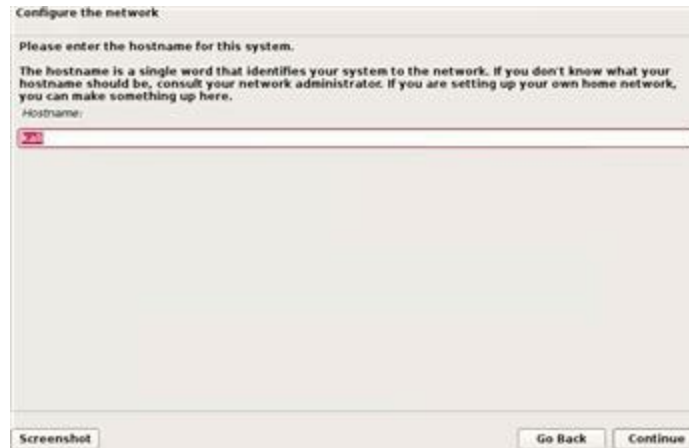 Configure the network
Please enter the hostname for this system.
The hostname is a single word that identifies your system to the network. If you don't know what your
hostname should be, consult your network administrator. If you are setting up your own home network,
you can make something up here.
Hostname:
kali
Screenshot
Go Back
Continue